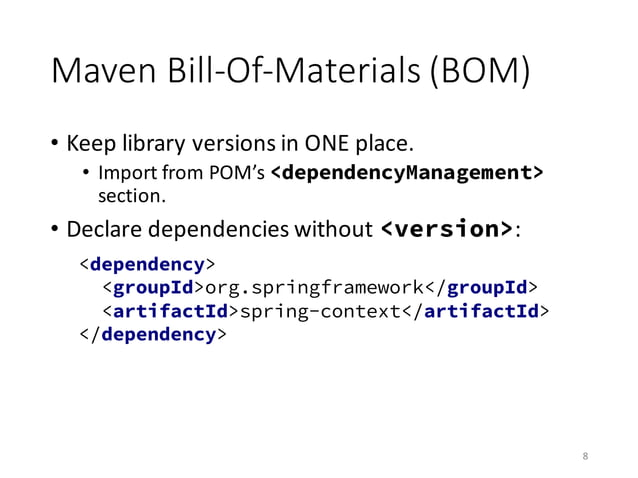 Maven Bill-Of-Materials (BOM)
• Keep library versions in ONE place.
• Import from POM’s <dependencyManagement>
section.
• Declare dependencies without <version>:
<dependency>
<groupId>org.springframework</groupId>
<artifactId>spring-context</artifactId>
</dependency>
8